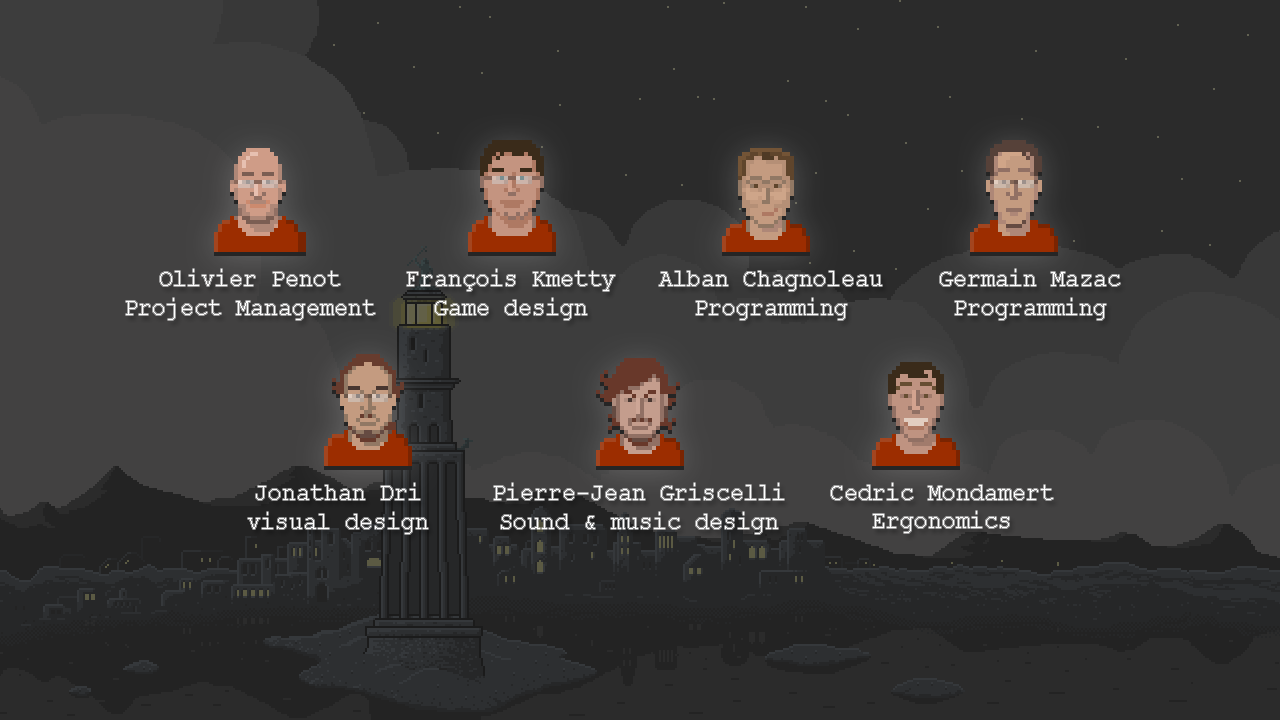 Olivier Penot
Project Management
François Kmetty
Game design
Alban Chagnoleau
Programming
Germain Mazac
Programming
Jonathan Dri
visual design
Pierre-Jean Griscelli
Sound & music design
Cedric Mondamert
Ergonomics